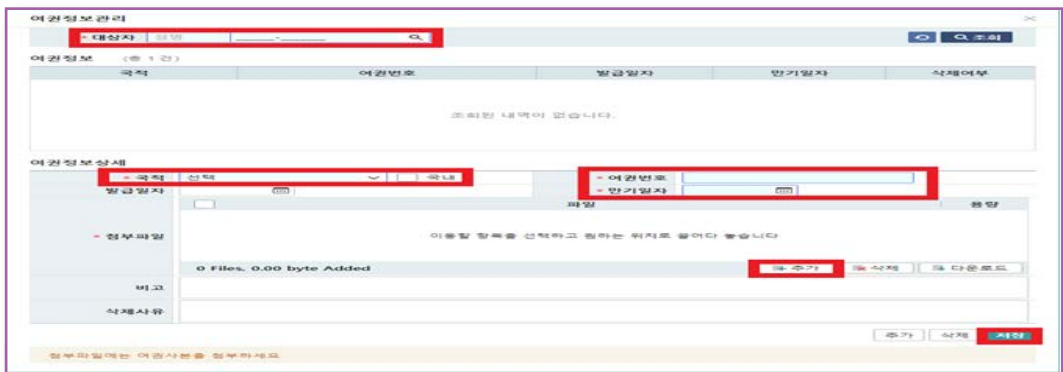 여권정보관리
* 대상자 성명 ______-______ 조회
여권정보 (총 1 건)
국적 여권번호 발급일자 만기일자 삭제여부
조회된 내역이 없습니다.
여권정보상세
* 국적 선택 국내 * 여권번호
발급일자 * 만기일자
파일 용량
* 첨부파일 이용할 항목을 선택하고 원하는 위치로 끌어다 놓습니다
0 Files, 0.00 byte Added 추가 삭제 다운로드
비고
삭제사유
추가 삭제 저장
첨부파일에는 여권사본을 첨부하세요